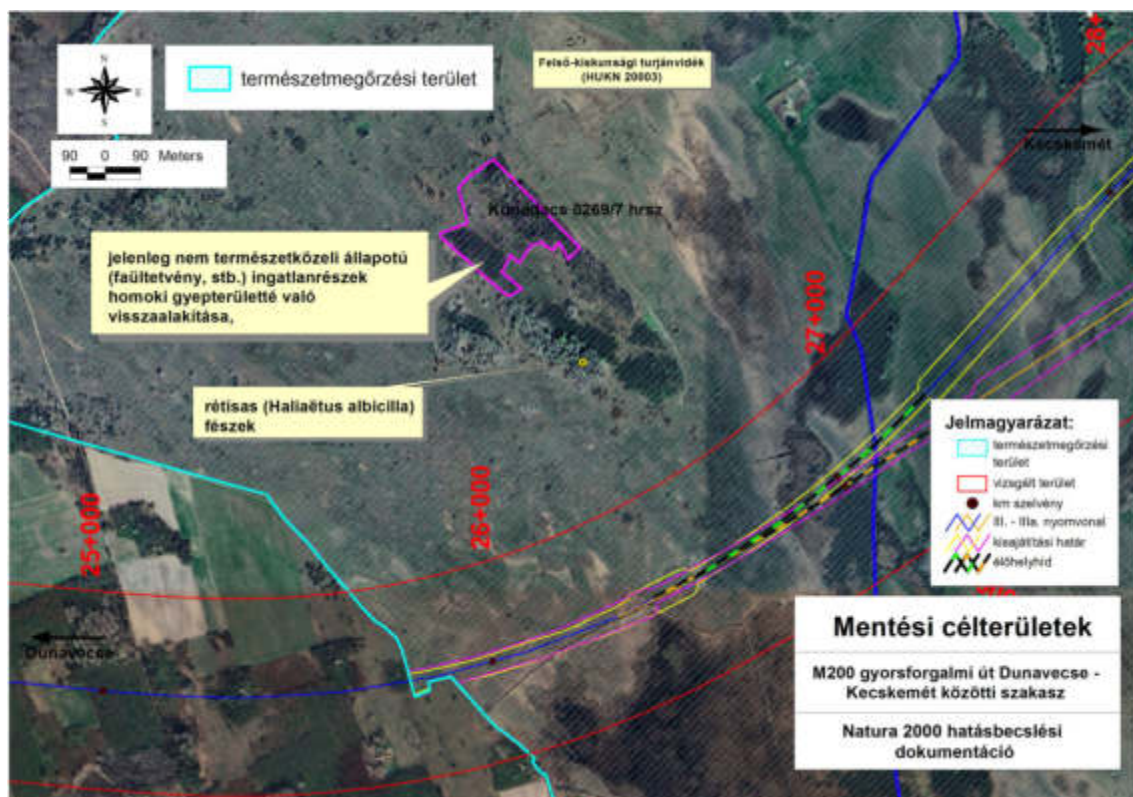 természetmegőrzési terület
Felső-kiskunsági turjánvidék
(HUKN 20003)
28+
N
W
E
S
90 0 90 Meters
Kecskemét
Kunadacs 0269/7 hrsz
jelenleg nem természetközeli állapotú
(faültetvény, stb.) ingatlanrészek
homoki gyepterületté való
visszaalakítása,
27+000
rétisas (Haliaëtus albicilla)
fészek
26+000
25+000
Jelmagyarázat:
természetmegőrzési
terület
vizsgált terület
km szelvény
III. - IIIa. nyomvonal
kisajátítási határ
élőhelyhíd
Dunavecse
Mentési célterületek
M200 gyorsforgalmi út Dunavecse -
Kecskemét közötti szakasz
Natura 2000 hatásbecslési
dokumentáció